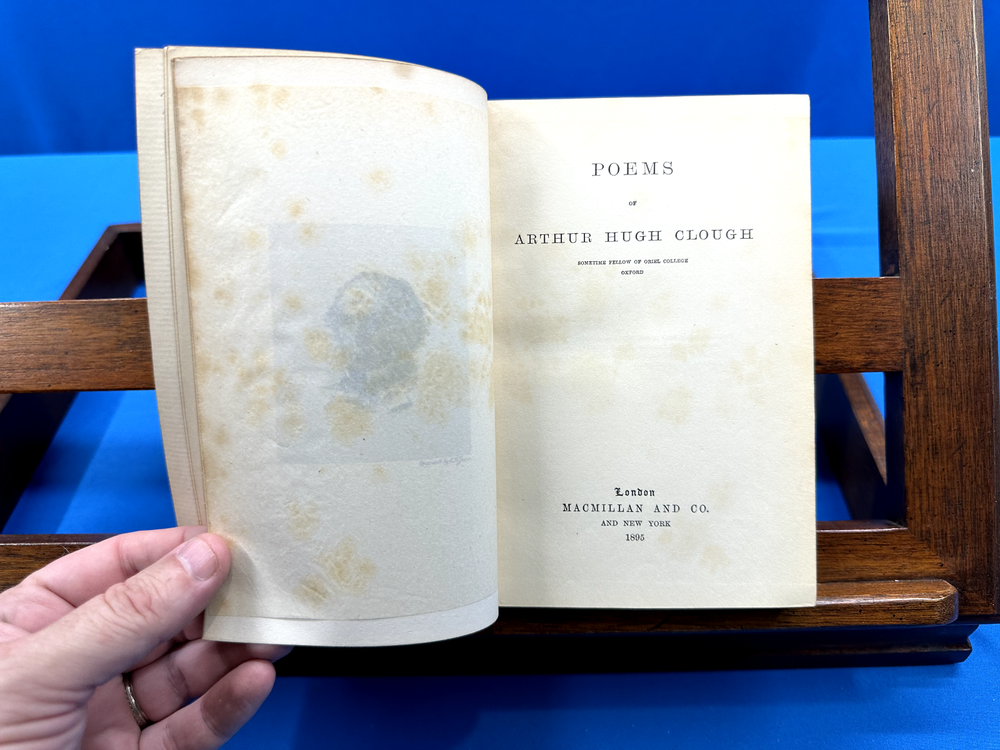 POEMS
OF
ARTHUR HUGH CLOUGH
SOMETIME FELLOW OF ORIEL COLLEGE
OXFORD
London
MACMILLAN AND CO.
AND NEW YORK
1895